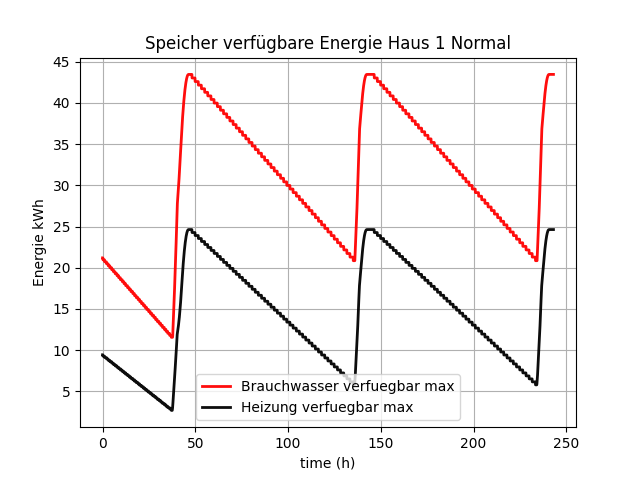 Speicher verfügbare Energie Haus 1 Normal
45
40
35
30
25
20
15
10
5
Energie kWh
Brauchwasser verfuegbar max
Heizung verfuegbar max
0 50 100 150 200 250
time (h)